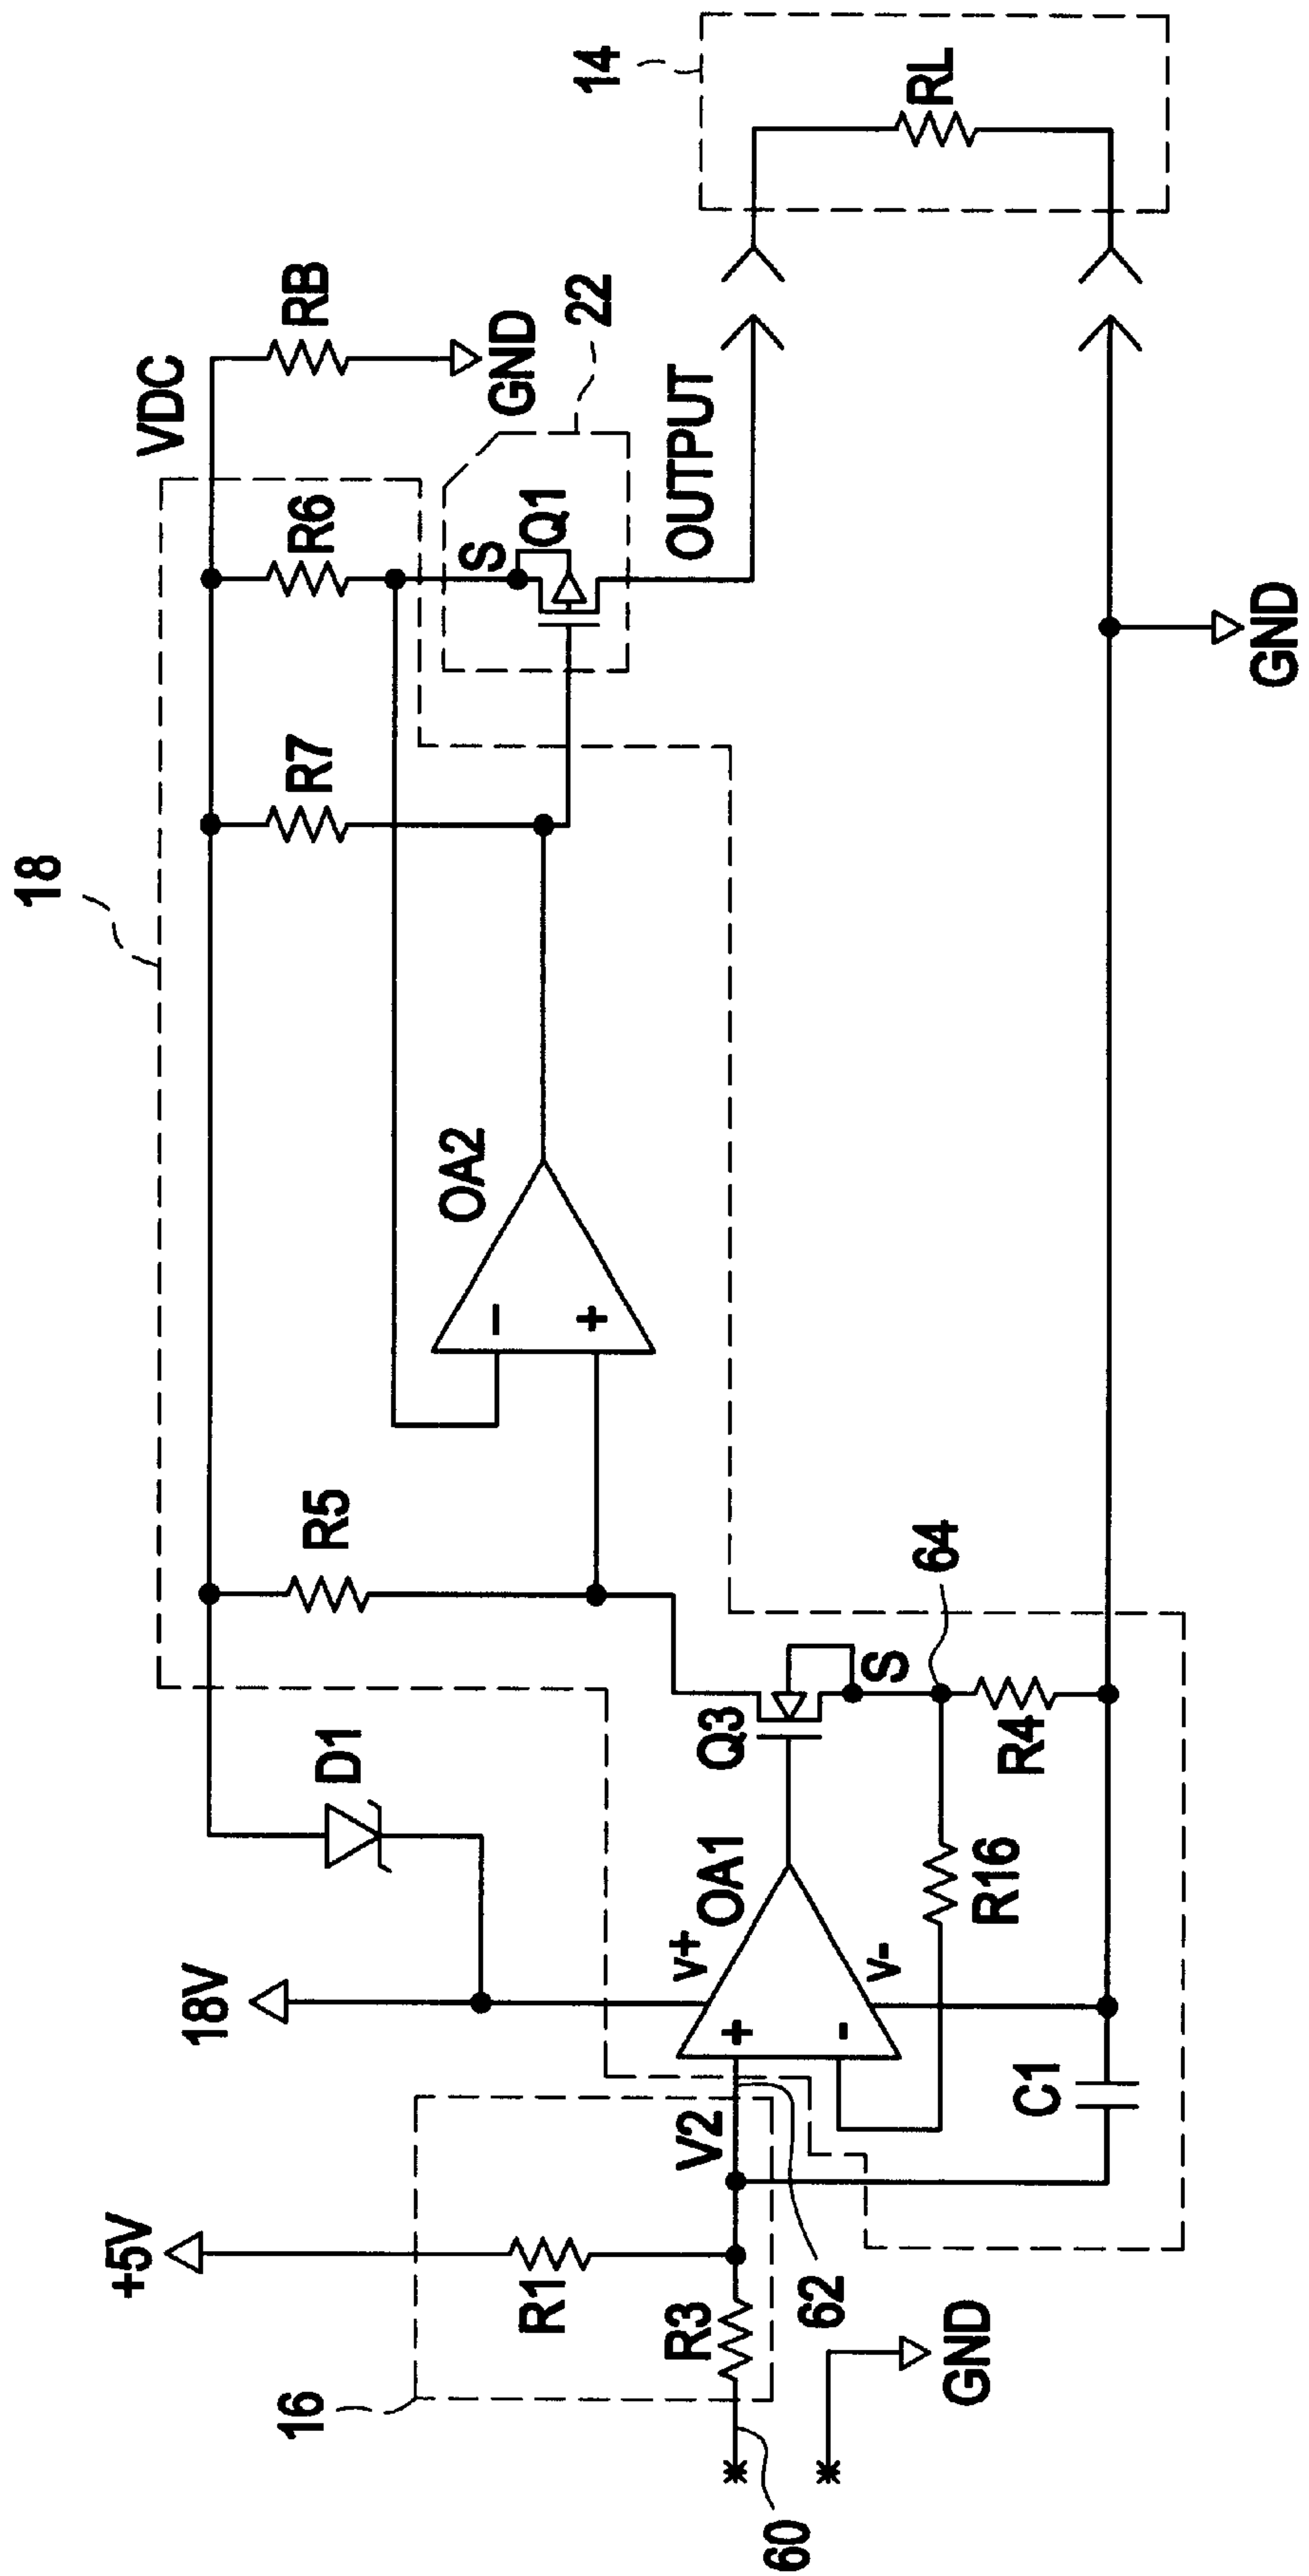 18
VDC
RB
GND
R6
R7
22
S
Q1
OUTPUT
14
RL
OA2
-
+
R5
D1
18V
+5V
16
R1
R3
V2
62
60
GND
OA1
V+
V-
+
-
Q3
S
64
R4
R16
C1
GND